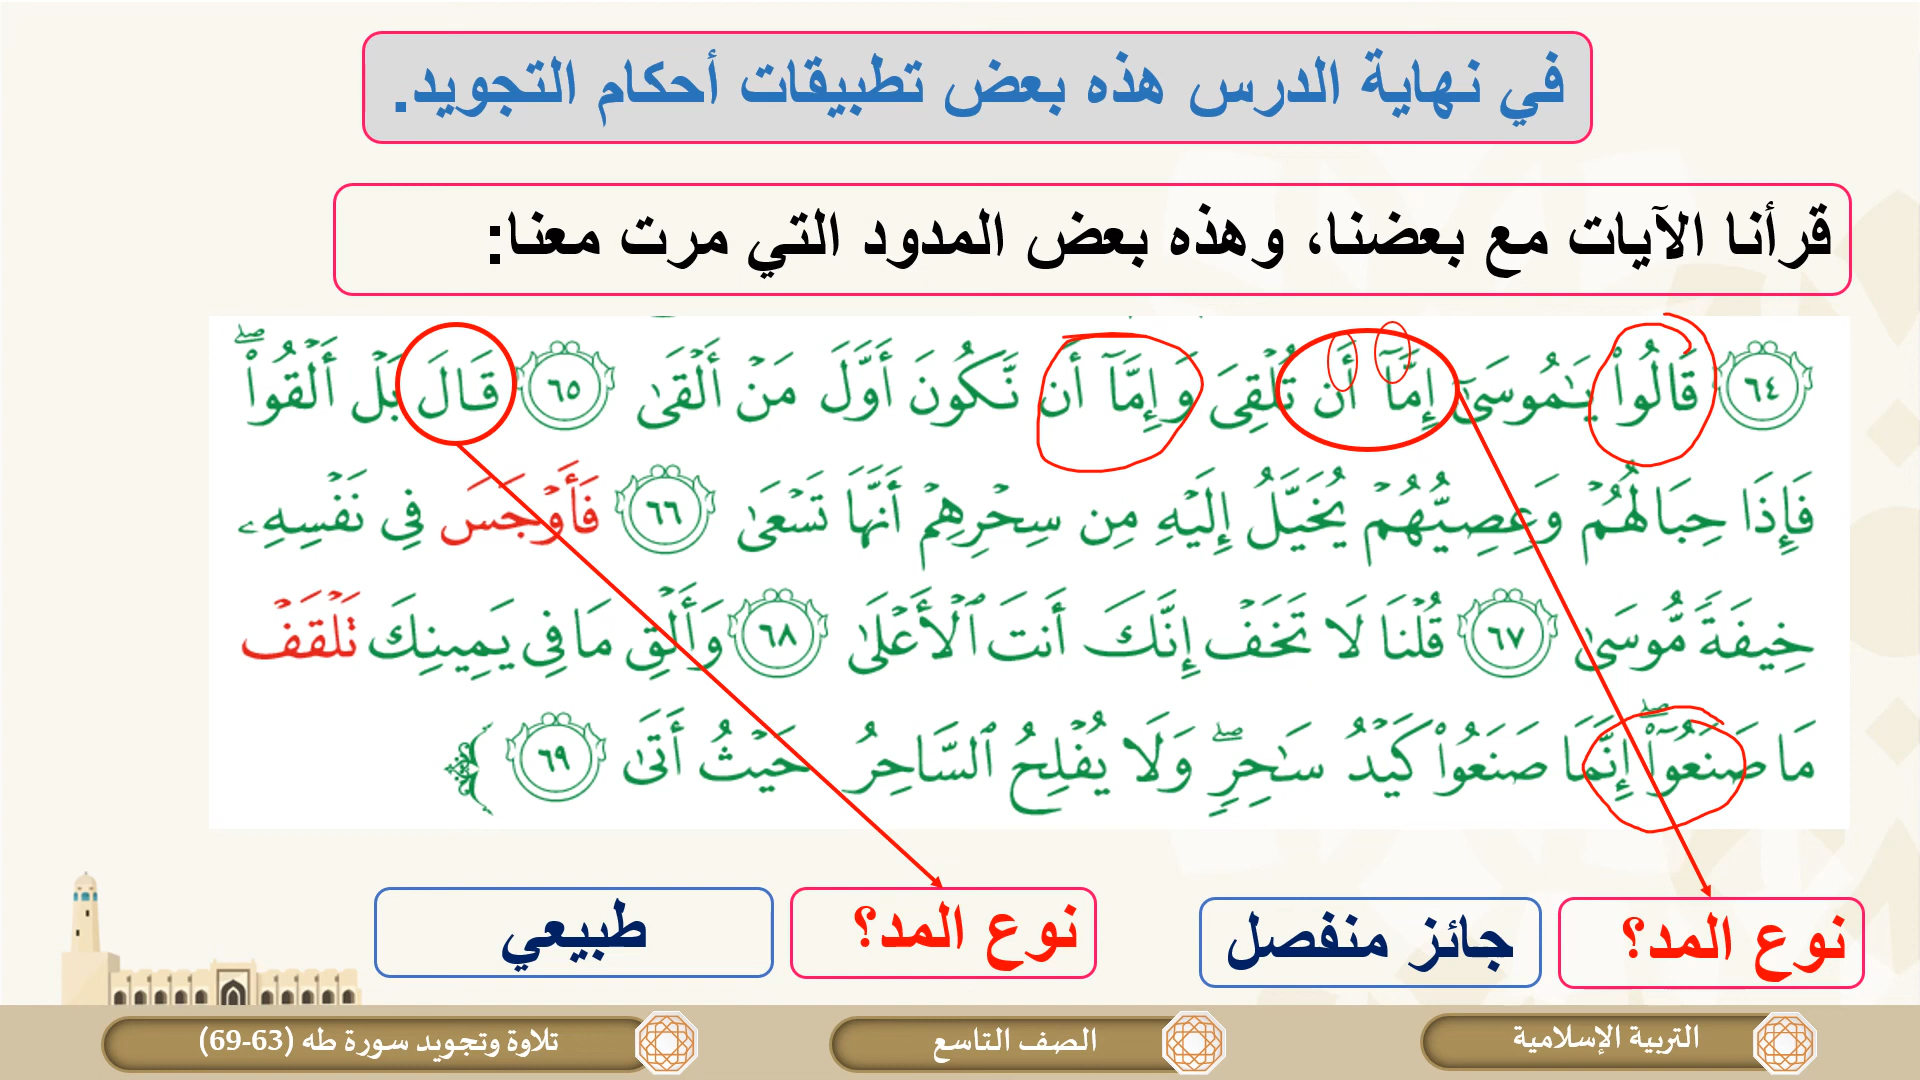 في نهاية الدرس هذه بعض تطبيقات أحكام التجويد.
قرأنا الآيات مع بعضنا، وهذه بعض المدود التي مرت معنا:
٦٤ قَالُوا۟ يَـٰمُوسَىٰٓ إِمَّآ أَن تُلْقِىَ وَإِمَّآ أَن نَّكُونَ أَوَّلَ مَنْ أَلْقَىٰ ٦٥ قَالَ بَلْ أَلْقُوا۟ۖ
فَإِذَا حِبَالُهُمْ وَعِصِيُّهُمْ يُخَيَّلُ إِلَيْهِ مِن سِحْرِهِمْ أَنَّهَا تَسْعَىٰ ٦٦ فَأَوْجَسَ فِى نَفْسِهِۦ
خِيفَةً مُّوسَىٰ ٦٧ قُلْنَا لَا تَخَفْ إِنَّكَ أَنتَ ٱلْأَعْلَىٰ ٦٨ وَأَلْقِ مَا فِى يَمِينِكَ تَلْقَفْ
مَا صَنَعُوٓا۟ۖ إِنَّمَا صَنَعُوا۟ كَيْدُ سَـٰحِرٍۖ وَلَا يُفْلِحُ ٱلسَّاحِرُ حَيْثُ أَتَىٰ ٦٩
نوع المد؟ جائز منفصل
نوع المد؟ طبيعي
التربية الإسلامية
الصف التاسع
تلاوة وتجويد سورة طه (63-69)